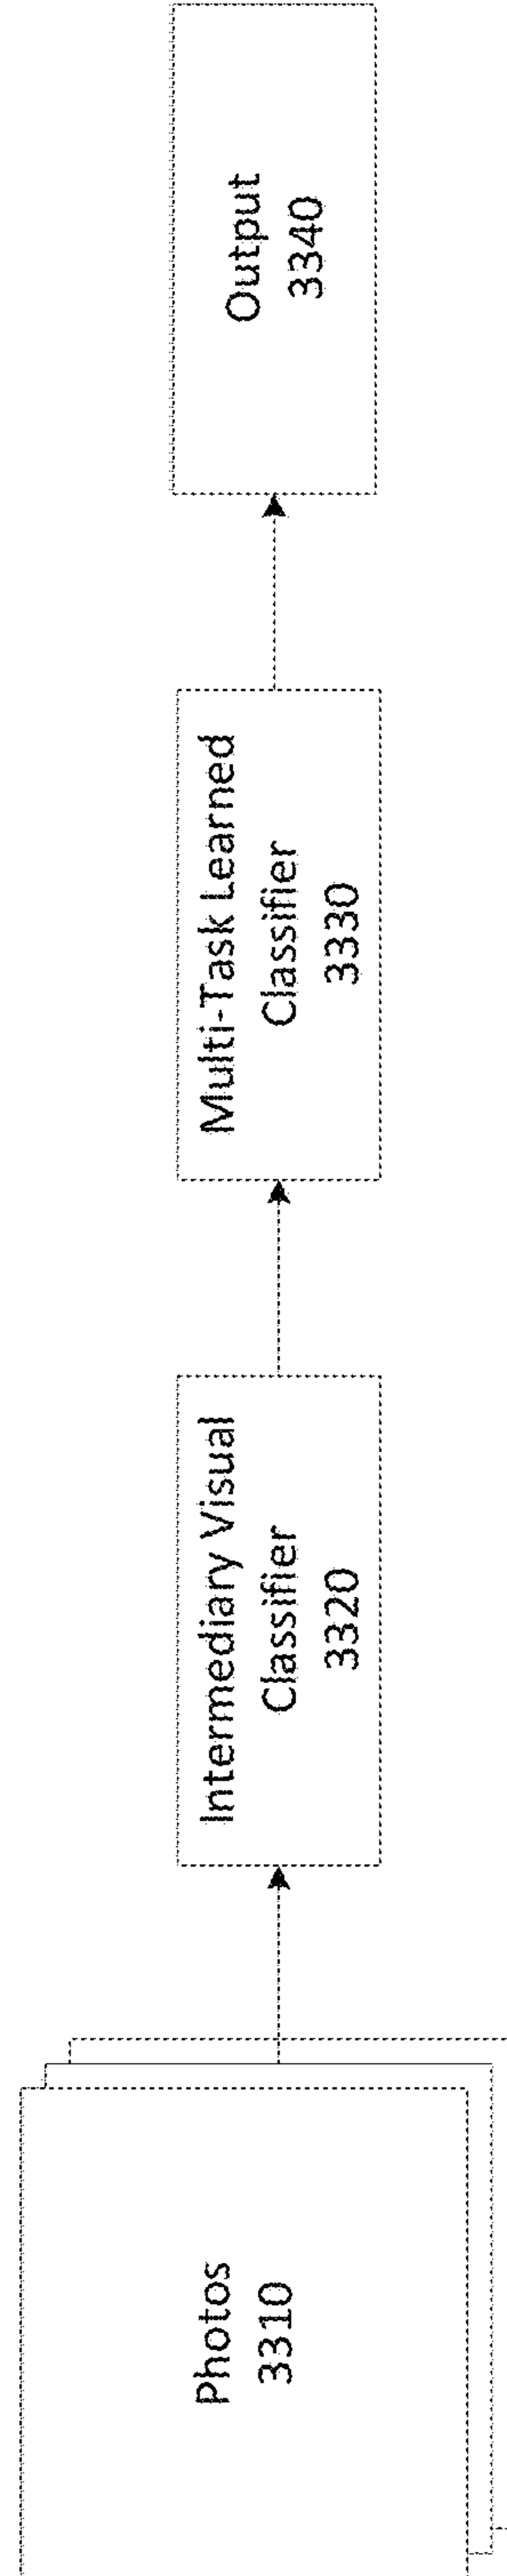 Photos
3310
Intermediary Visual
Classifier
3320
Multi-Task Learned
Classifier
3330
Output
3340